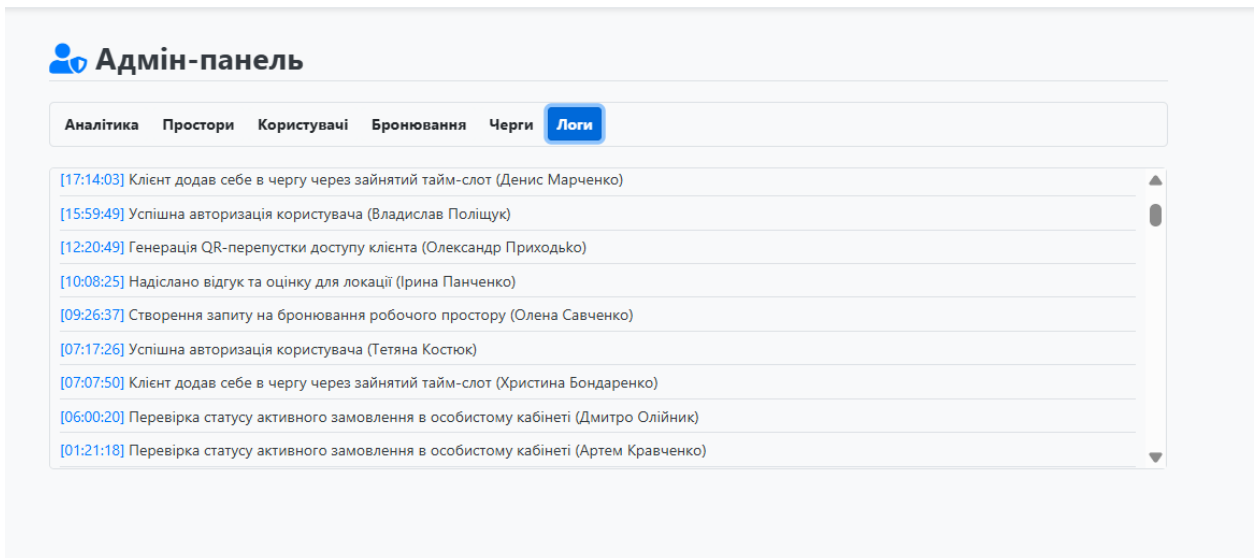 Адмін-панель
Аналітика Простори Користувачі Бронювання Черги Логи
[17:14:03] Клієнт додав себе в чергу через зайнятий тайм-слот (Денис Марченко)
[15:59:49] Успішна авторизація користувача (Владислав Поліщук)
[12:20:49] Генерація QR-перепустки доступу клієнта (Олександр Приходько)
[10:08:25] Надіслано відгук та оцінку для локації (Ірина Панченко)
[09:26:37] Створення запиту на бронювання робочого простору (Олена Савченко)
[07:17:26] Успішна авторизація користувача (Тетяна Костюк)
[07:07:50] Клієнт додав себе в чергу через зайнятий тайм-слот (Христина Бондаренко)
[06:00:20] Перевірка статусу активного замовлення в особистому кабінеті (Дмитро Олійник)
[01:21:18] Перевірка статусу активного замовлення в особистому кабінеті (Артем Кравченко)